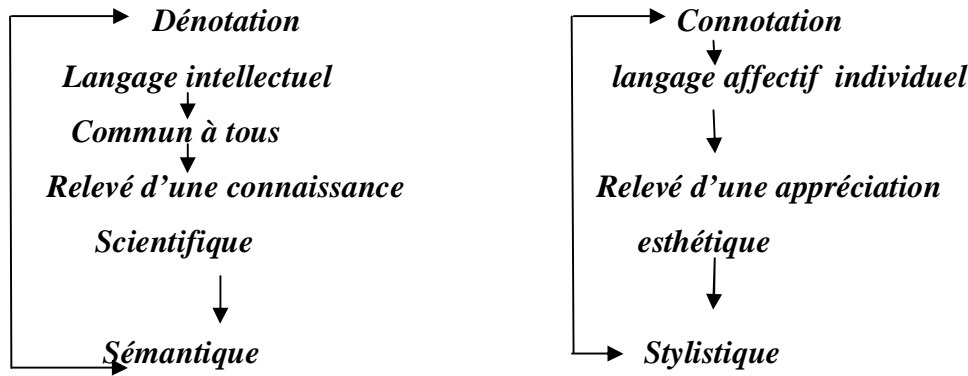 Dénotation
Langage intellectuel
Commun à tous
Relevé d'une connaissance
Scientifique
Sémantique
Connotation
langage affectif individuel
Relevé d'une appréciation
esthétique
Stylistique